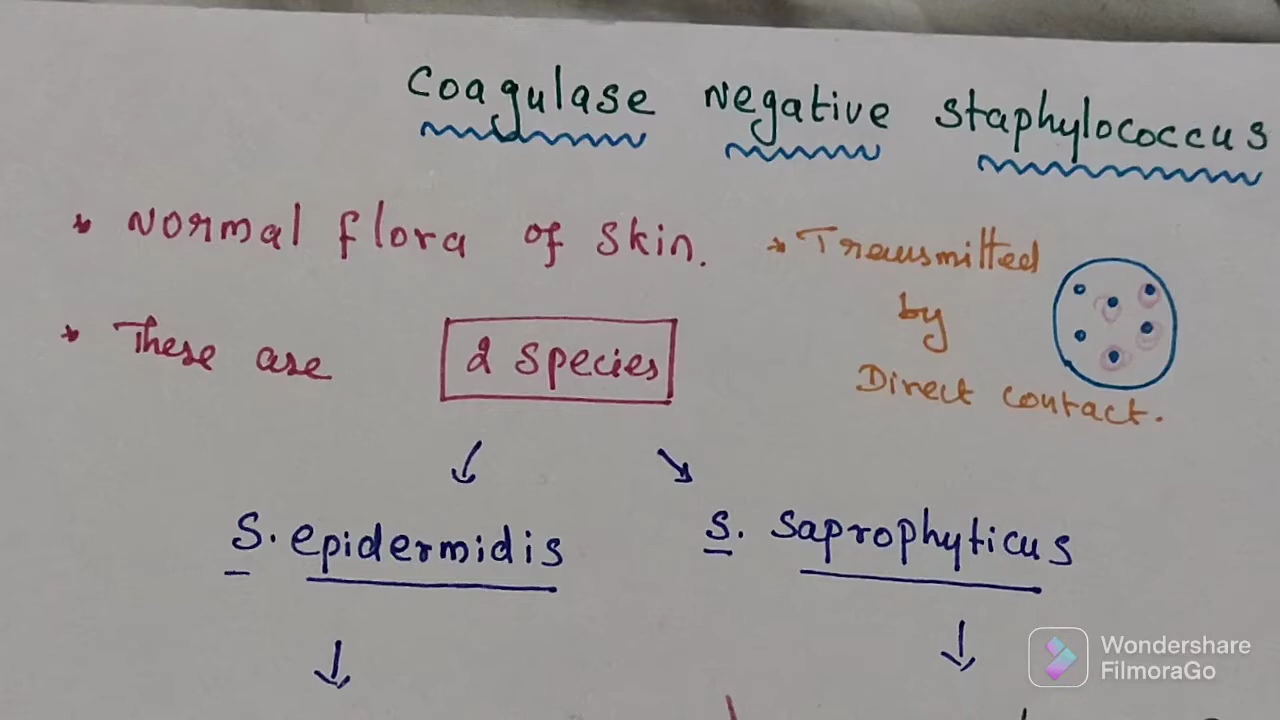 Coagulase Negative Staphylococcus
* Normal flora of skin.
* These are 2 Species
* Transmitted
by
Direct contact.
S. epidermidis
S. Saprophyticus
Wondershare
FilmoraGo